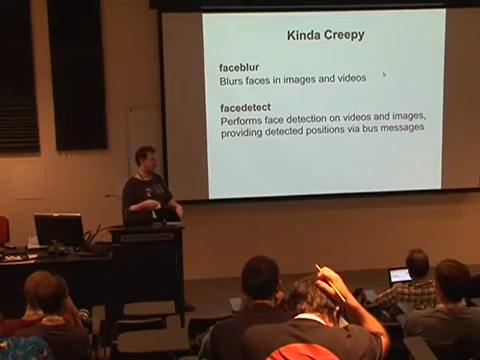 Kinda Creepy
faceblur
Blurs faces in images and videos
facedetect
Performs face detection on videos and images,
providing detected positions via bus messages